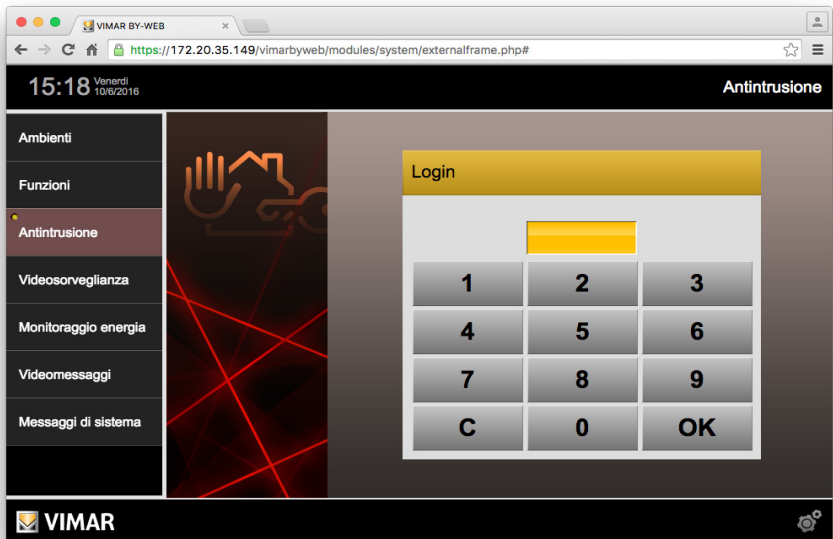 VIMAR BY-WEB
https://172.20.35.149/vimarbyweb/modules/system/externalframe.php#
15:18 Venerdì 10/6/2016
Antintrusione
Ambienti
Funzioni
Antintrusione
Videosorveglianza
Monitoraggio energia
Videomessaggi
Messaggi di sistema
Login
1 2 3
4 5 6
7 8 9
C 0 OK
VIMAR